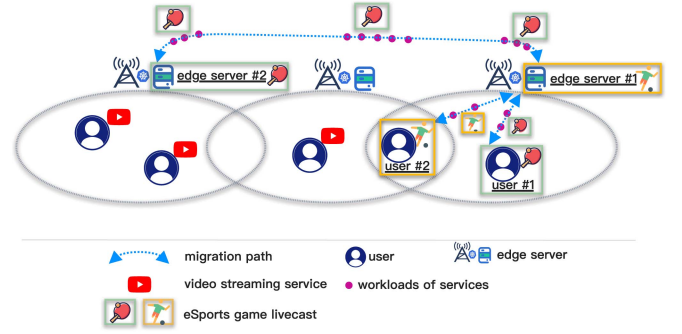 edge server #2
edge server #1
user #2
user #1
migration path
user
edge server
video streaming service
workloads of services
eSports game livecast